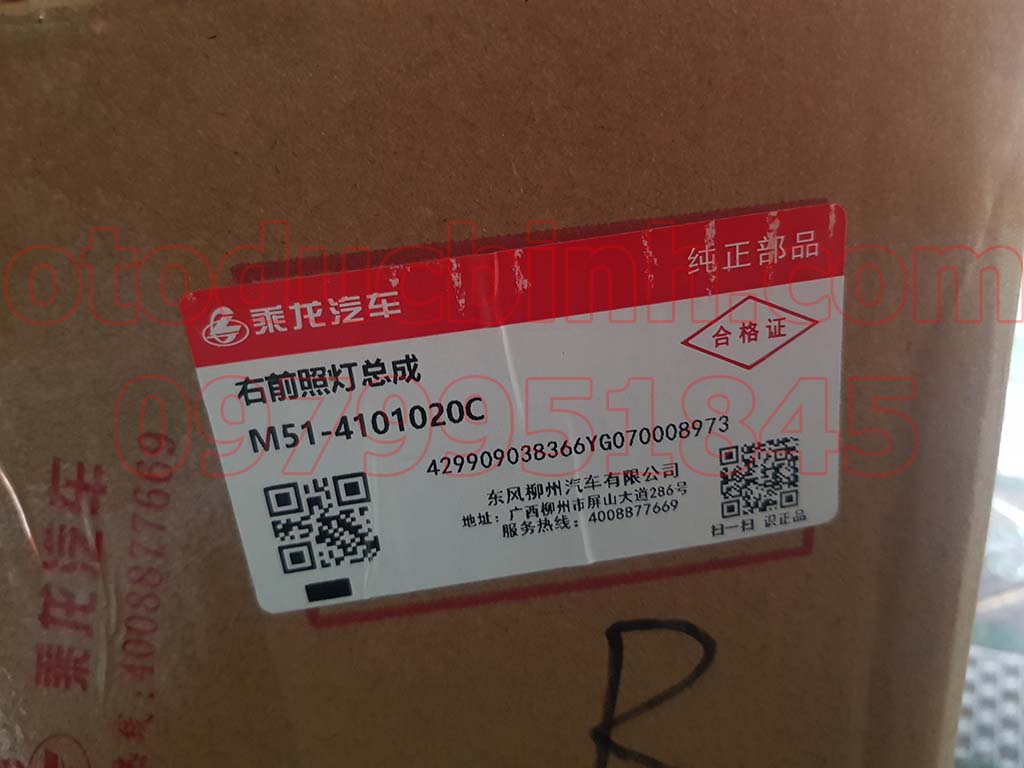 otoducbinh.com
0979951845
乘龙汽车
纯正部品
合格证
右前照灯总成
M51-4101020C
429909038366YG070008973
东风柳州汽车有限公司
地址：广西柳州市屏山大道286号
服务热线：4008877669
扫一扫 识正品
乘龙汽车
热线:4008877669
R